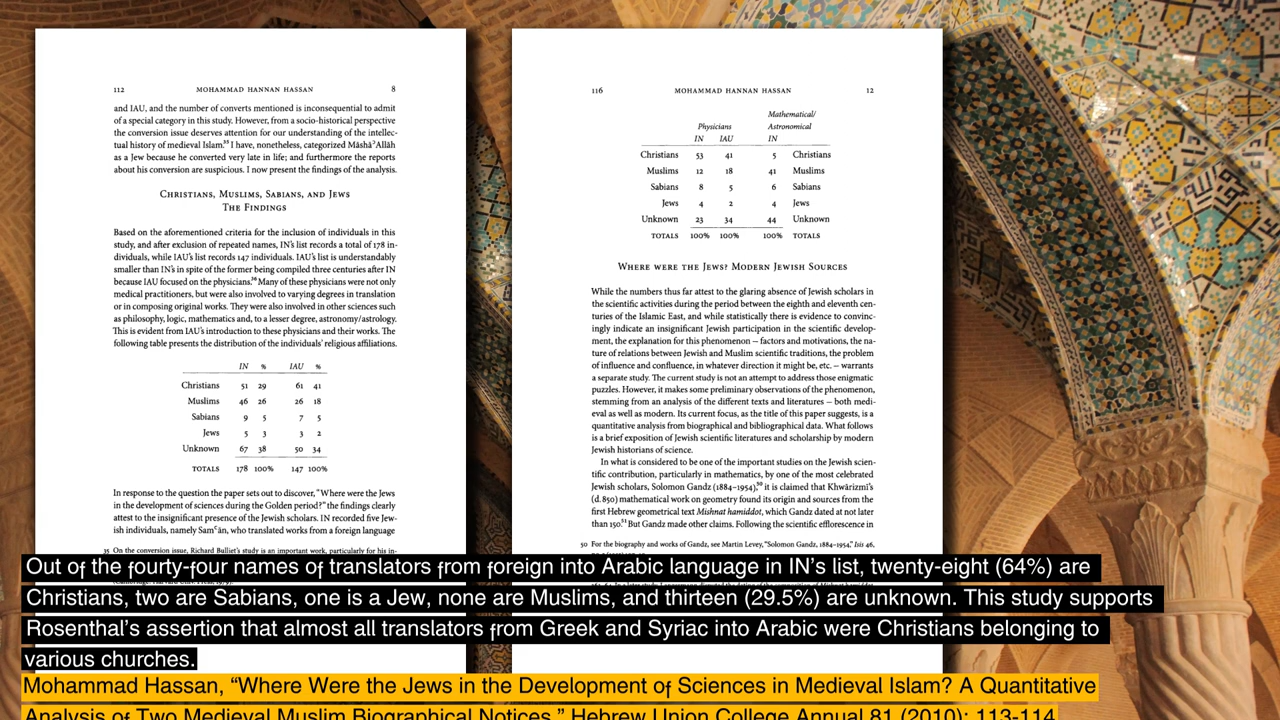 112 MOHAMMAD HANNAN HASSAN 8
and IAU, and the number of converts mentioned is inconsequential to admit
of a special category in this study. However, from a socio-historical perspective
the conversion issue deserves attention for our understanding of the intellec-
tual history of medieval Islam.³⁵ I have, nonetheless, categorized Māshāʾ Allāh
as a Jew because he converted very late in life; and furthermore the reports
about his conversion are suspicious. I now present the findings of the analysis.
Christians, Muslims, Sabians, and Jews
The Findings
Based on the aforementioned criteria for the inclusion of individuals in this
study, and after exclusion of repeated names, IN's list records a total of 178 in-
dividuals, while IAU's list records 147 individuals. IAU's list is understandably
smaller than IN's in spite of the former being compiled three centuries after IN
because IAU focused on the physicians.³⁶ Many of these physicians were not only
medical practitioners, but were also involved to varying degrees in translation
or in composing original works. They were also involved in other sciences such
as philosophy, logic, mathematics and, to a lesser degree, astronomy/astrology.
This is evident from IAU's introduction to these physicians and their works. The
following table presents the distribution of the individuals' religious affiliations.
IN % IAU %
Christians 51 29 61 41
Muslims 46 26 26 18
Sabians 9 5 7 5
Jews 5 3 3 2
Unknown 67 38 50 34
TOTALS 178 100% 147 100%
In response to the question the paper sets out to discover, "Where were the Jews
in the development of sciences during the Golden period?" the findings clearly
attest to the insignificant presence of the Jewish scholars. IN recorded five Jew-
ish individuals, namely Samʿān, who translated works from a foreign language
35 On the conversion issue, Richard Bulliet's study is an important work, particularly for his in-
116 MOHAMMAD HANNAN HASSAN 12
Mathematical/
Physicians Astronomical
IN IAU IN
Christians 53 41 5 Christians
Muslims 12 18 41 Muslims
Sabians 8 5 6 Sabians
Jews 4 2 4 Jews
Unknown 23 34 44 Unknown
TOTALS 100% 100% 100% TOTALS
Where were the Jews? Modern Jewish Sources
While the numbers thus far attest to the glaring absence of Jewish scholars in
the scientific activities during the period between the eighth and eleventh cen-
turies of the Islamic East, and while statistically there is evidence to convinc-
ingly indicate an insignificant Jewish participation in the scientific develop-
ment, the explanation for this phenomenon – factors and motivations, the na-
ture of relations between Jewish and Muslim scientific traditions, the problem
of influence and confluence, in whatever direction it might be, etc. – warrants
a separate study. The current study is not an attempt to address those enigmatic
puzzles. However, it makes some preliminary observations of the phenomenon,
stemming from an analysis of the different texts and literatures – both medi-
eval as well as modern. Its current focus, as the title of this paper suggests, is a
quantitative analysis from biographical and bibliographical data. What follows
is a brief exposition of Jewish scientific literatures and scholarship by modern
Jewish historians of science.
In what is considered to be one of the important studies on the Jewish scien-
tific contribution, particularly in mathematics, by one of the most celebrated
Jewish scholars, Solomon Gandz (1884–1954),⁵⁰ it is claimed that Khwārizmī's
(d. 850) mathematical work on geometry found its origin and sources from the
first Hebrew geometrical text Mishnat hamiddot, which Gandz dated at not later
than 150.⁵¹ But Gandz made other claims. Following the scientific efflorescence in
50 For the biography and works of Gandz, see Martin Levey, "Solomon Gandz, 1884–1954," Isis 46,
Out of the fourty-four names of translators from foreign into Arabic language in IN's list, twenty-eight (64%) are
Christians, two are Sabians, one is a Jew, none are Muslims, and thirteen (29.5%) are unknown. This study supports
Rosenthal's assertion that almost all translators from Greek and Syriac into Arabic were Christians belonging to
various churches.
Mohammad Hassan, "Where Were the Jews in the Development of Sciences in Medieval Islam? A Quantitative
Analysis of Two Medieval Muslim Biographical Notices," Hebrew Union College Annual 81 (2010): 113-114